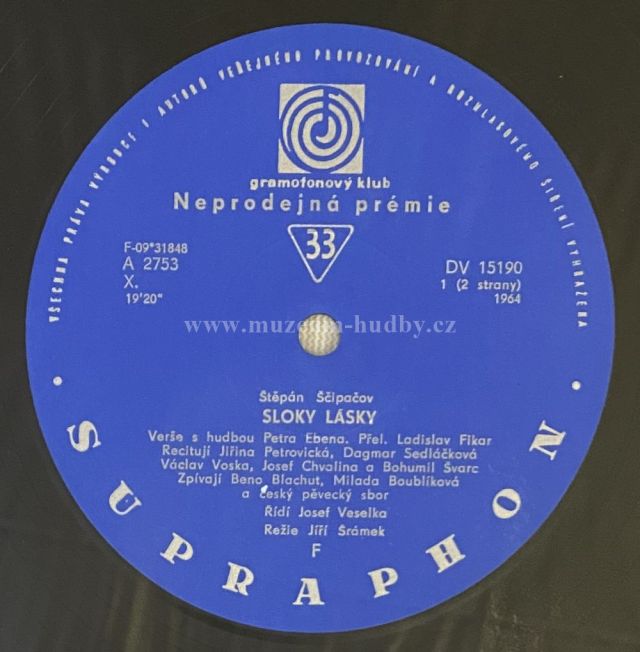 VŠECHNA PRÁVA VÝROBCE I AUTORŮ VEŘEJNÉHO PROVOZOVÁNÍ A ROZHLASOVÉHO ŠÍŘENÍ VYHRAZENA
gramofonový klub
Neprodejná prémie
33
F-09*31848
A 2753
X.
19'20"
DV 15190
1 (2 strany)
1964
www.muzeum-hudby.cz
Štěpán Ščipačov
SLOKY LÁSKY
Verše s hudbou Petra Ebena. Přel. Ladislav Fikar
Recitují Jiřina Petrovická, Dagmar Sedláčková
Václav Voska, Josef Chvalina a Bohumil Švarc
Zpívají Beno Blachut, Milada Boublíková
a český pěvecký sbor
Řídí Josef Veselka
Režie Jiří Šrámek
F
• SUPRAPHON •